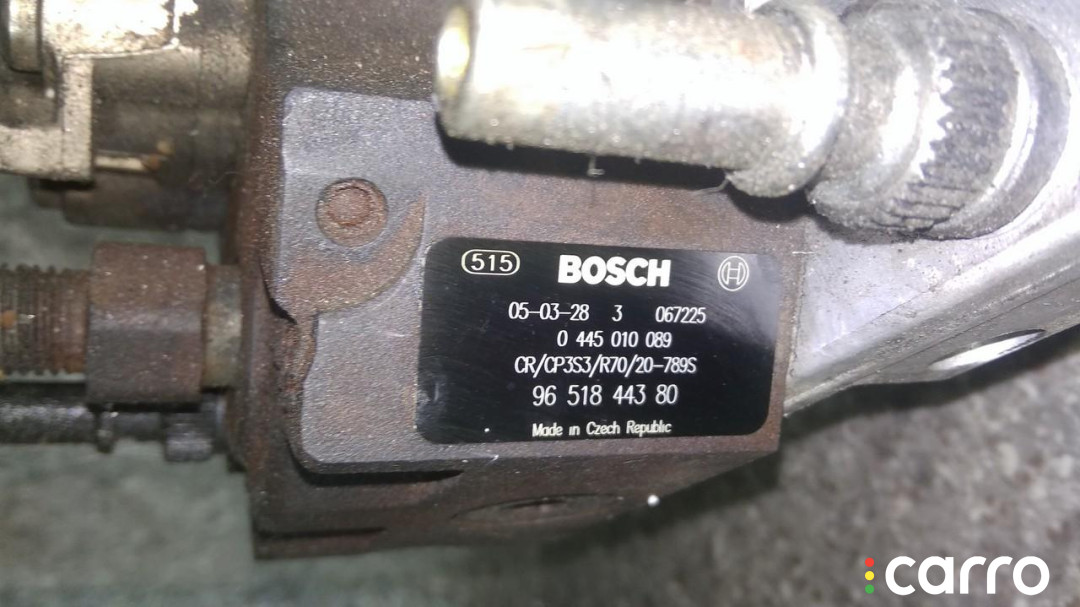 515 BOSCH
05-03-28 3 067225
0 445 010 089
CR/CP3S3/R70/20-789S
96 518 443 80
Made in Czech Republic
carro